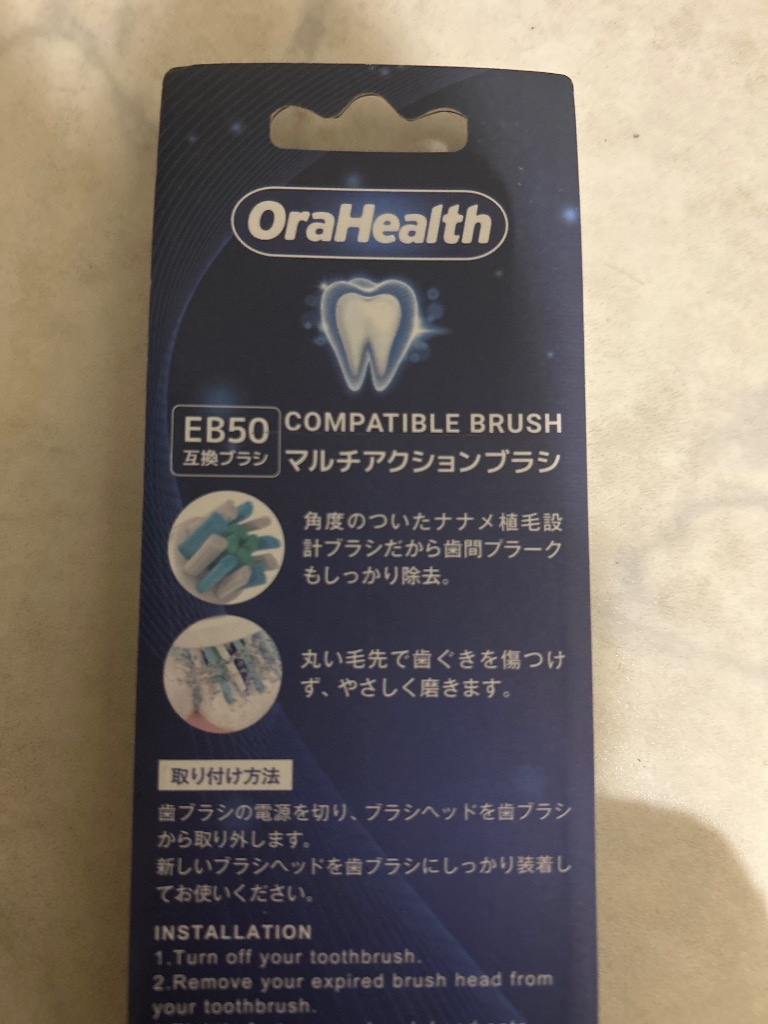 OraHealth
EB50
互換ブラシ
COMPATIBLE BRUSH
マルチアクションブラシ
角度のついたナナメ植毛設
計ブラシだから歯間プラーク
もしっかり除去。
丸い毛先で歯ぐきを傷つけ
ず、やさしく磨きます。
取り付け方法
歯ブラシの電源を切り、ブラシヘッドを歯ブラシ
から取り外します。
新しいブラシヘッドを歯ブラシにしっかり装着し
てお使いください。
INSTALLATION
1.Turn off your toothbrush.
2.Remove your expired brush head from
your toothbrush.